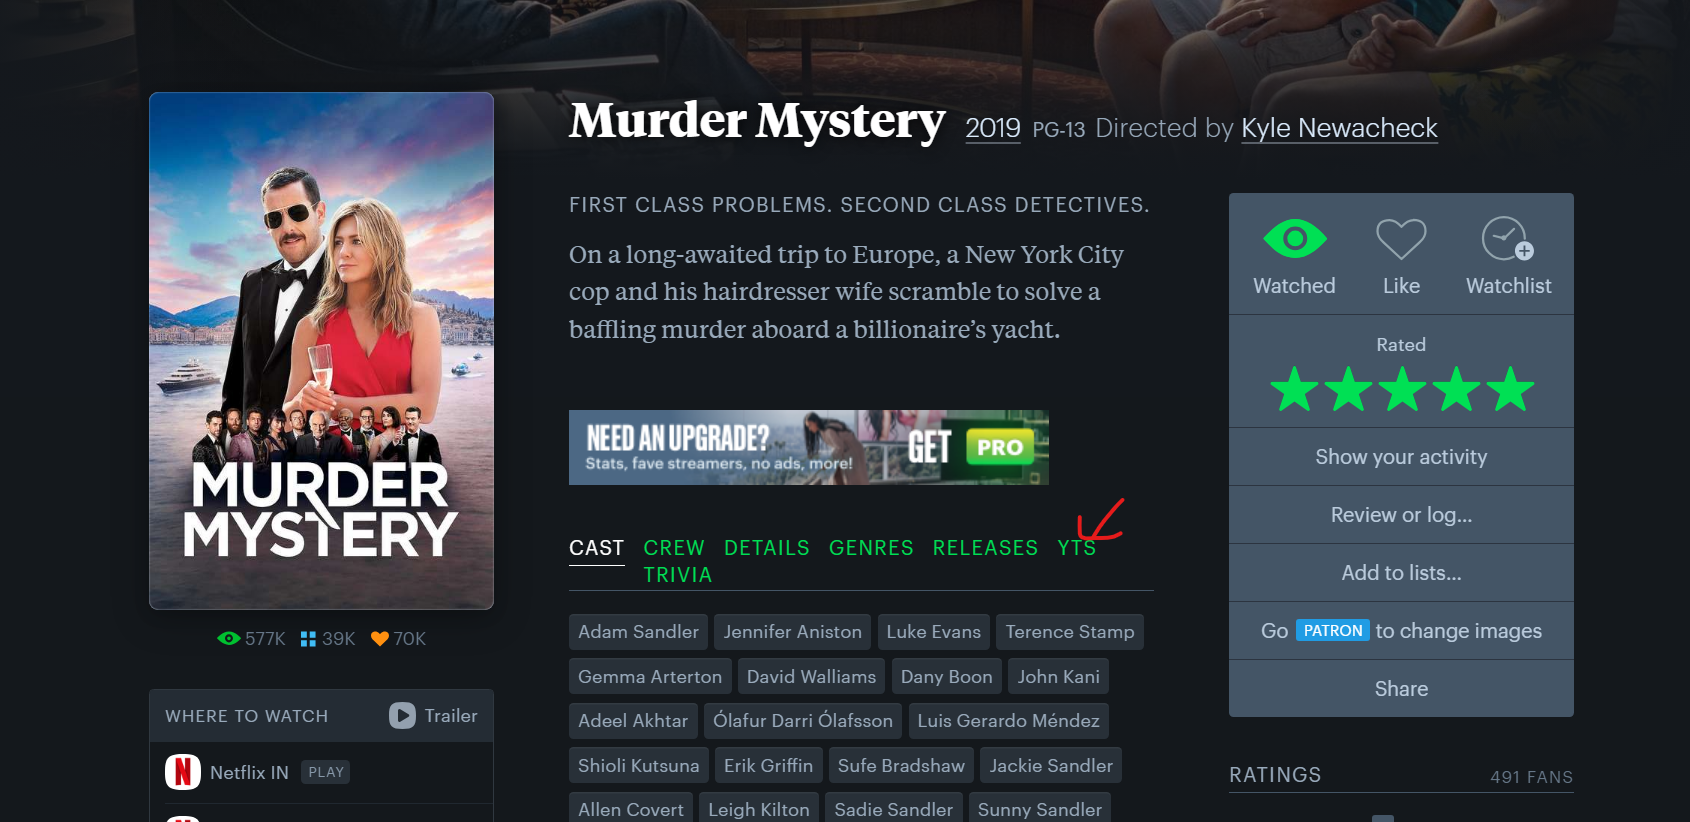 Murder Mystery 2019 PG-13 Directed by Kyle Newacheck
FIRST CLASS PROBLEMS. SECOND CLASS DETECTIVES.
On a long-awaited trip to Europe, a New York City
cop and his hairdresser wife scramble to solve a
baffling murder aboard a billionaire’s yacht.
NEED AN UPGRADE?
Stats, fave streamers, no ads, more!
GET PRO
CAST CREW DETAILS GENRES RELEASES YTS
TRIVIA
Adam Sandler Jennifer Aniston Luke Evans Terence Stamp
Gemma Arterton David Walliams Dany Boon John Kani
Adeel Akhtar Ólafur Darri Ólafsson Luis Gerardo Méndez
Shioli Kutsuna Erik Griffin Sufe Bradshaw Jackie Sandler
Allen Covert Leigh Kilton Sadie Sandler Sunny Sandler
MURDER
MYSTERY
577K 39K 70K
WHERE TO WATCH Trailer
Netflix IN PLAY
Watched Like Watchlist
Rated
Show your activity
Review or log…
Add to lists…
Go PATRON to change images
Share
RATINGS 491 FANS